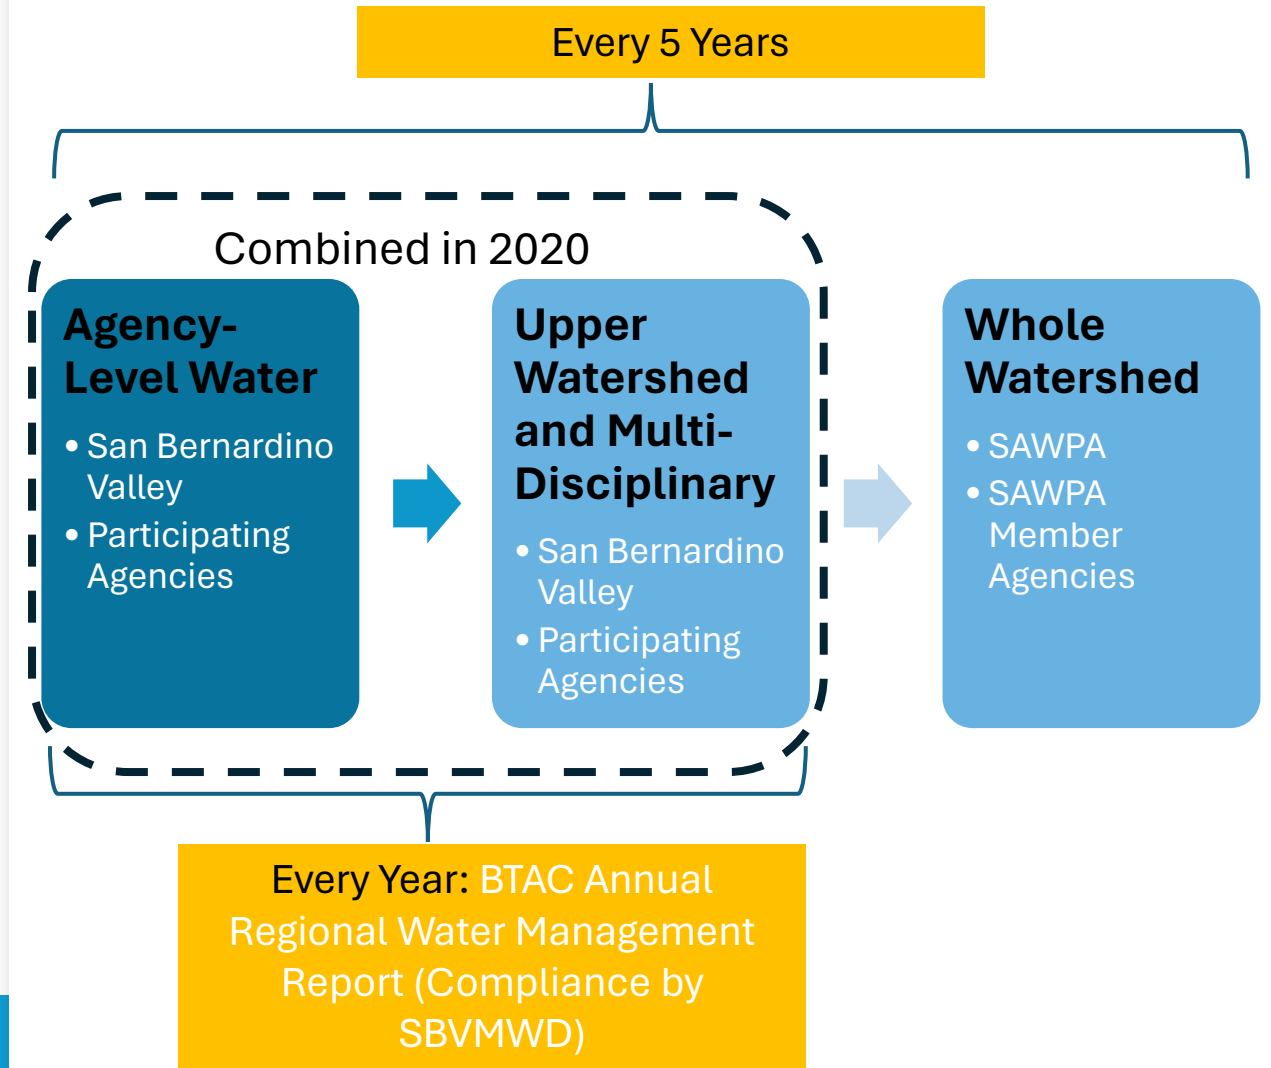 Every 5 Years
Combined in 2020
Agency-
Level Water
• San Bernardino
Valley
• Participating
Agencies
Upper
Watershed
and Multi-
Disciplinary
• San Bernardino
Valley
• Participating
Agencies
Whole
Watershed
• SAWPA
• SAWPA
Member
Agencies
Every Year: BTAC Annual
Regional Water Management
Report (Compliance by
SBVMWD)